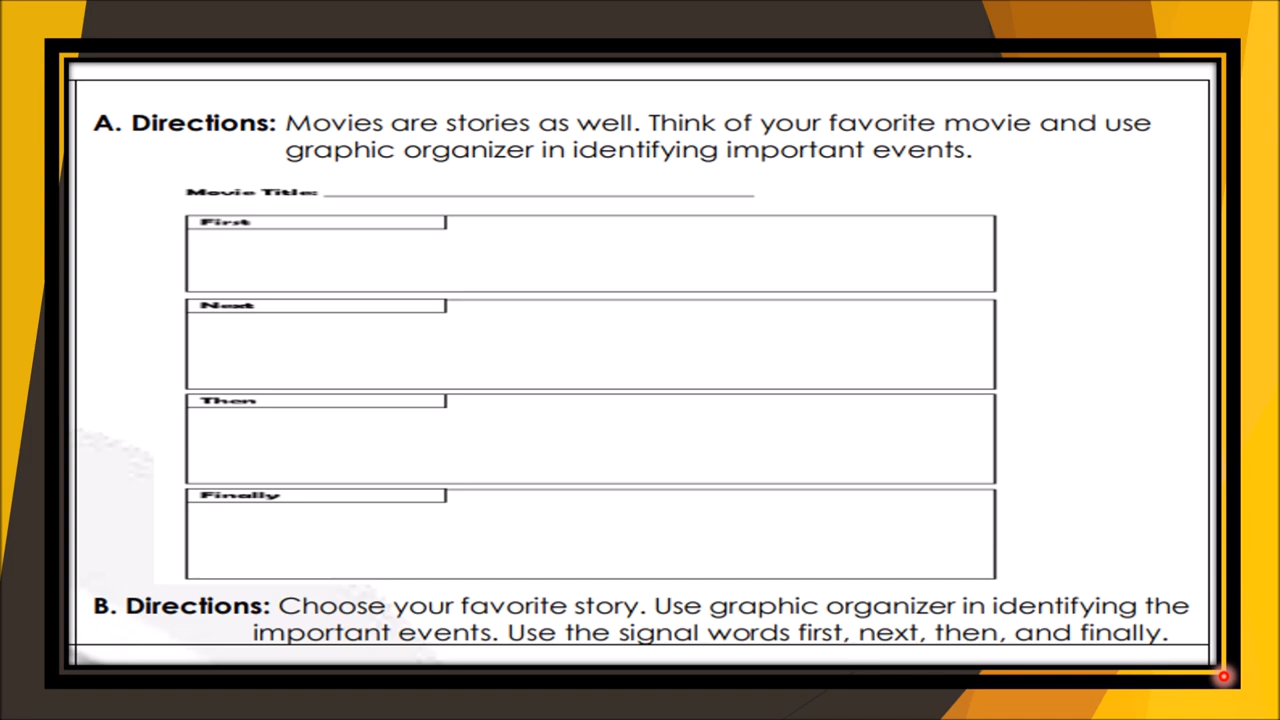 A. Directions: Movies are stories as well. Think of your favorite movie and use
graphic organizer in identifying important events.
Movie Title:
First
Next
Then
Finally
B. Directions: Choose your favorite story. Use graphic organizer in identifying the
important events. Use the signal words first, next, then, and finally.